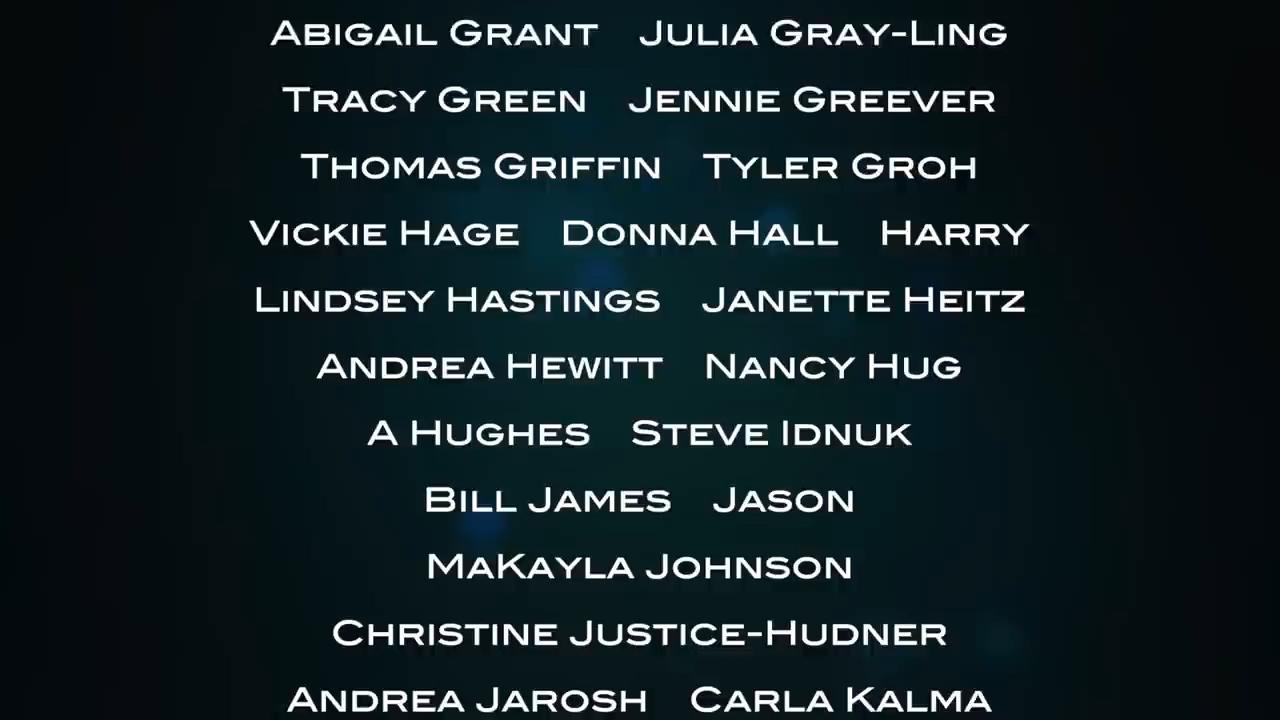 Abigail Grant Julia Gray-Ling
Tracy Green Jennie Greever
Thomas Griffin Tyler Groh
Vickie Hage Donna Hall Harry
Lindsey Hastings Janette Heitz
Andrea Hewitt Nancy Hug
A Hughes Steve Idnuk
Bill James Jason
MaKayla Johnson
Christine Justice-Hudner
Andrea Jarosh Carla Kalma